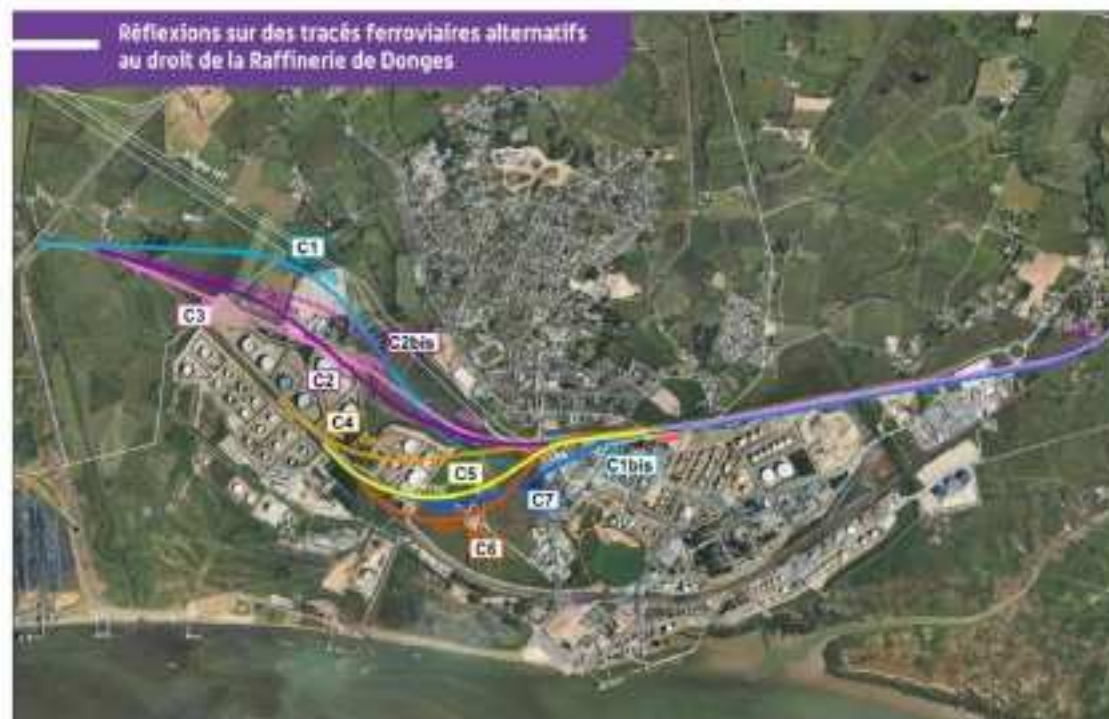 Réflexions sur des tracés ferroviaires alternatifs
au droit de la Raffinerie de Donges
C1
C3
C2bis
C2
C4
C5
C1bis
C7
C6